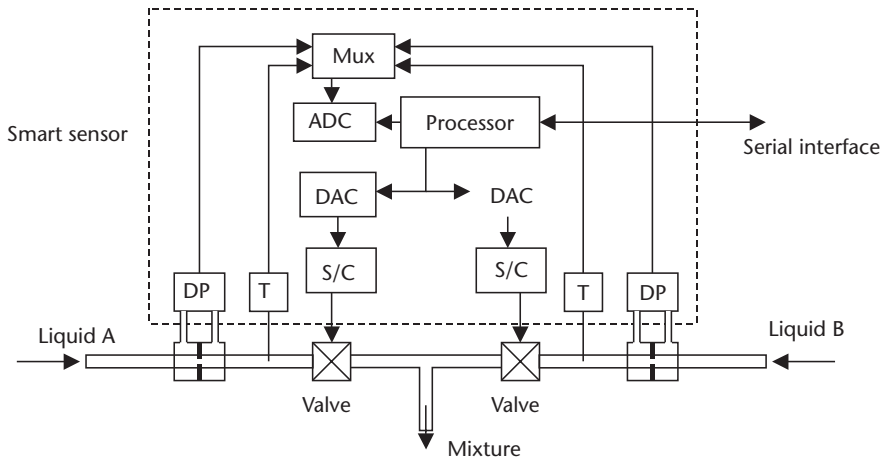 Mux
ADC
Processor
Smart sensor
Serial interface
DAC
DAC
S/C
S/C
DP
T
T
DP
Liquid A
Liquid B
Valve
Valve
Mixture